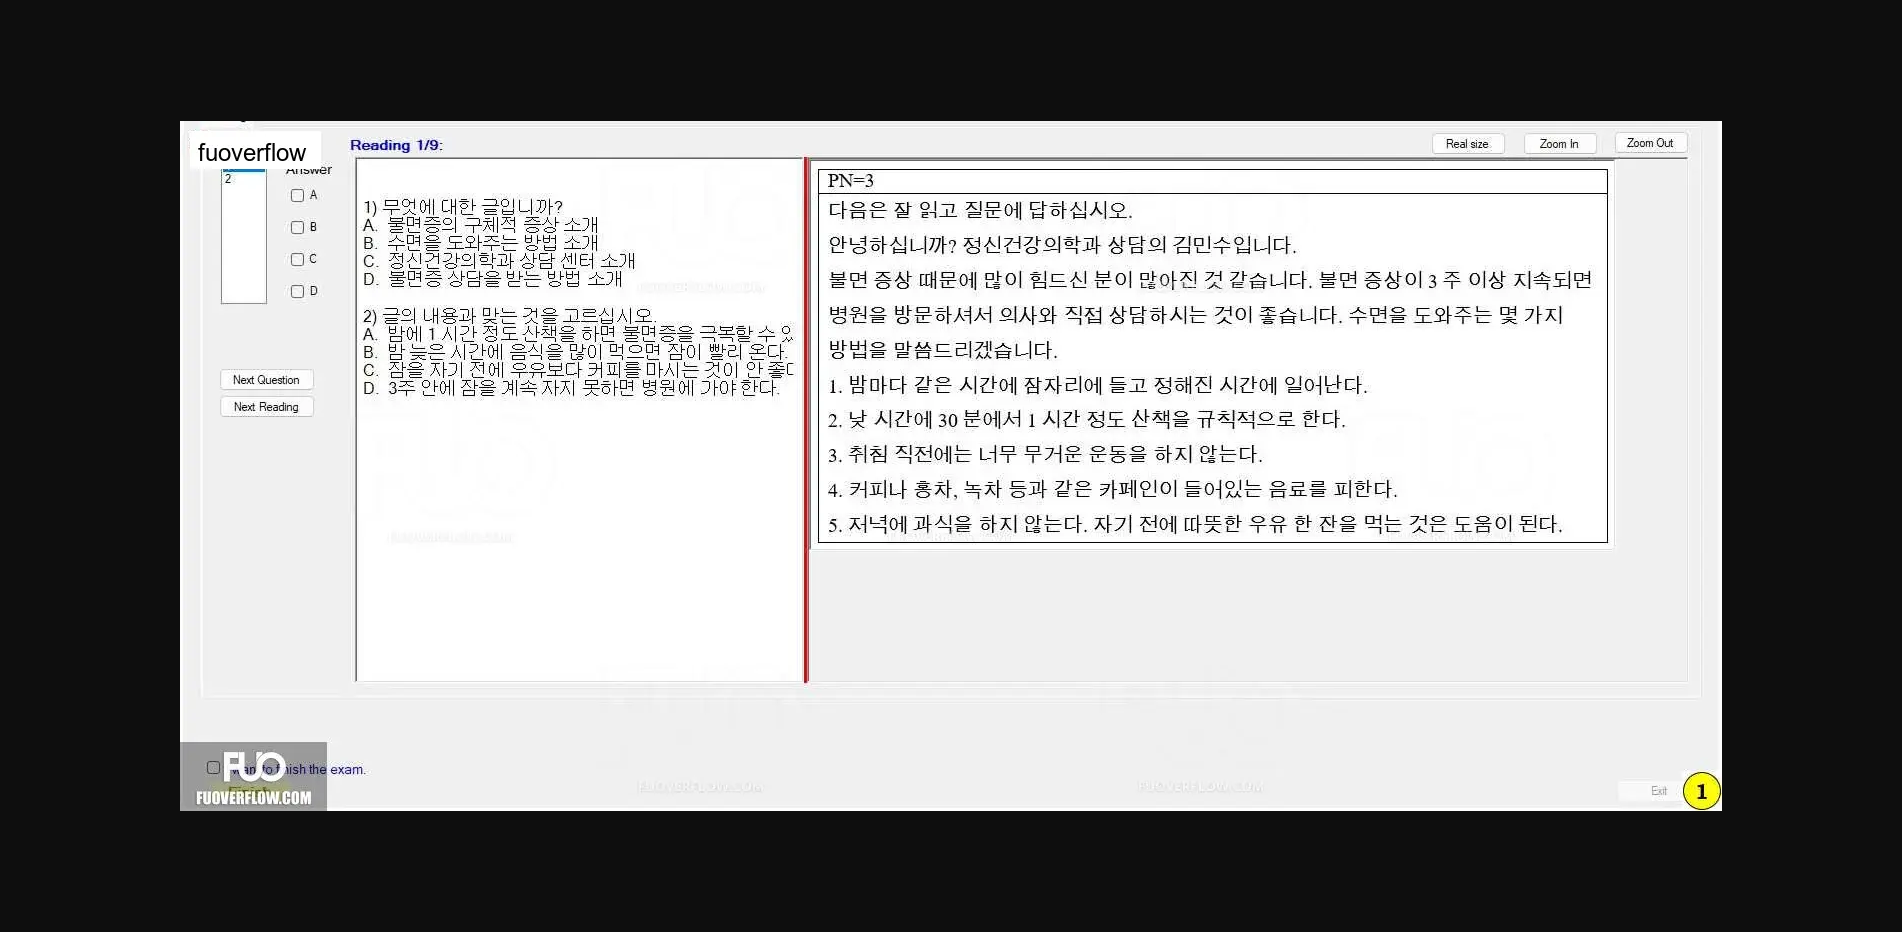 fuoverflow
Reading 1/9:
Real size
Zoom In
Zoom Out
Answer
2
A
B
C
D
Next Question
Next Reading
1) 무엇에 대한 글입니까?
A. 불면증의 구체적 증상 소개
B. 수면을 도와주는 방법 소개
C. 정신건강의학과 상담 센터 소개
D. 불면증 상담을 받는 방법 소개
2) 글의 내용과 맞는 것을 고르십시오.
A. 밤에 1 시간 정도 산책을 하면 불면증을 극복할 수
B. 밤 늦은 시간에 음식을 많이 먹으면 잠이 빨리 온다.
C. 잠을 자기 전에 우유보다 커피를 마시는 것이 안
D. 3주 안에 잠을 계속 자지 못하면 병원에 가야 한다.
PN=3
다음은 잘 읽고 질문에 답하십시오.
안녕하십니까? 정신건강의학과 상담의 김민수입니다.
불면 증상 때문에 많이 힘드신 분이 많아진 것 같습니다. 불면 증상이 3 주 이상 지속되면
병원을 방문하셔서 의사와 직접 상담하시는 것이 좋습니다. 수면을 도와주는 몇 가지
방법을 말씀드리겠습니다.
1. 밤마다 같은 시간에 잠자리에 들고 정해진 시간에 일어난다.
2. 낮 시간에 30 분에서 1 시간 정도 산책을 규칙적으로 한다.
3. 취침 직전에는 너무 무거운 운동을 하지 않는다.
4. 커피나 홍차, 녹차 등과 같은 카페인이 들어있는 음료를 피한다.
5. 저녁에 과식을 하지 않는다. 자기 전에 따뜻한 우유 한 잔을 먹는 것은 도움이 된다.
FUO
the exam.
FUOVERFLOW.COM
FUOVERFLOW.COM
FUOVERFLOW.COM
Exit
1